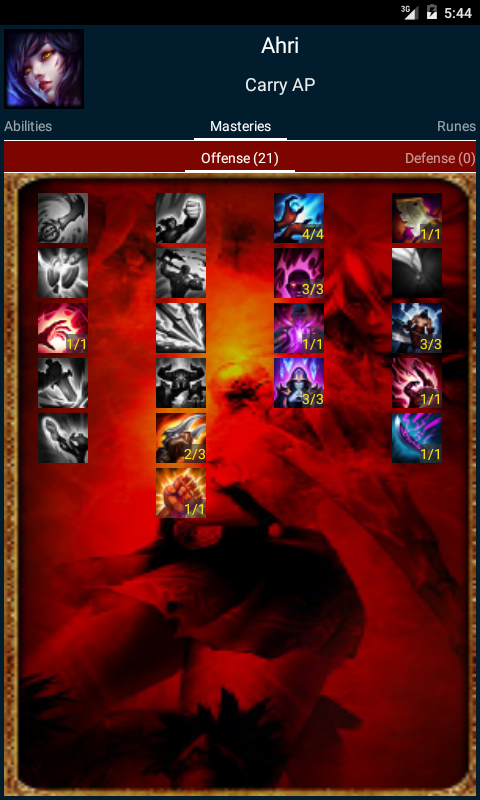 3G 5:44
Ahri
Carry AP
Abilities Masteries Runes
Offense (21) Defense (0)
4/4 1/1
3/3
1/1 1/1 3/3
3/3 1/1
2/3 1/1
1/1